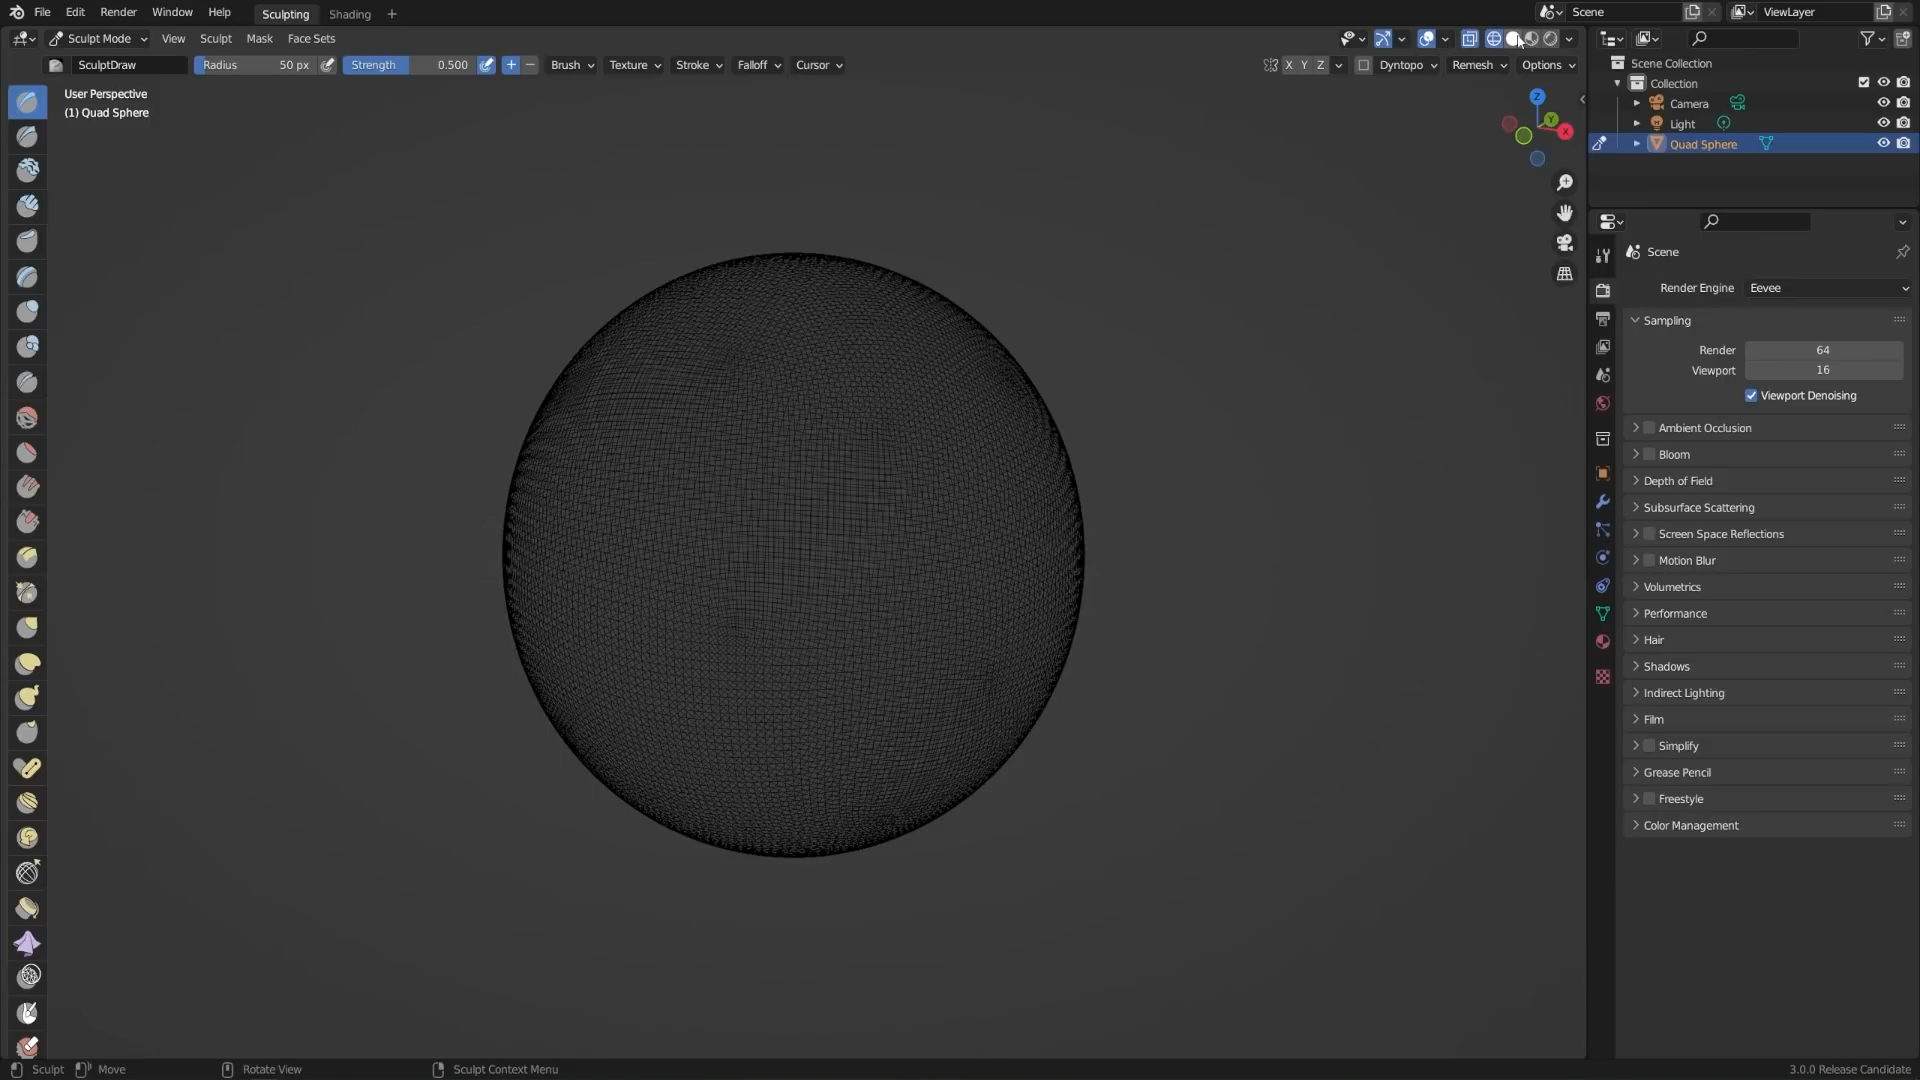 File Edit Render Window Help Sculpting Shading + Scene ViewLayer
Sculpt Mode View Sculpt Mask Face Sets
SculptDraw Radius 50 px Strength 0.500 + − Brush Texture Stroke Falloff Cursor X Y Z Dyntopo Remesh Options
User Perspective
(1) Quad Sphere
Z
Y
X
Scene Collection
Collection
Camera
Light
Quad Sphere
Scene
Render Engine Eevee
Sampling
Render 64
Viewport 16
Viewport Denoising
Ambient Occlusion
Bloom
Depth of Field
Subsurface Scattering
Screen Space Reflections
Motion Blur
Volumetrics
Performance
Hair
Shadows
Indirect Lighting
Film
Simplify
Grease Pencil
Freestyle
Color Management
Sculpt Move Rotate View Sculpt Context Menu 3.0.0 Release Candidate